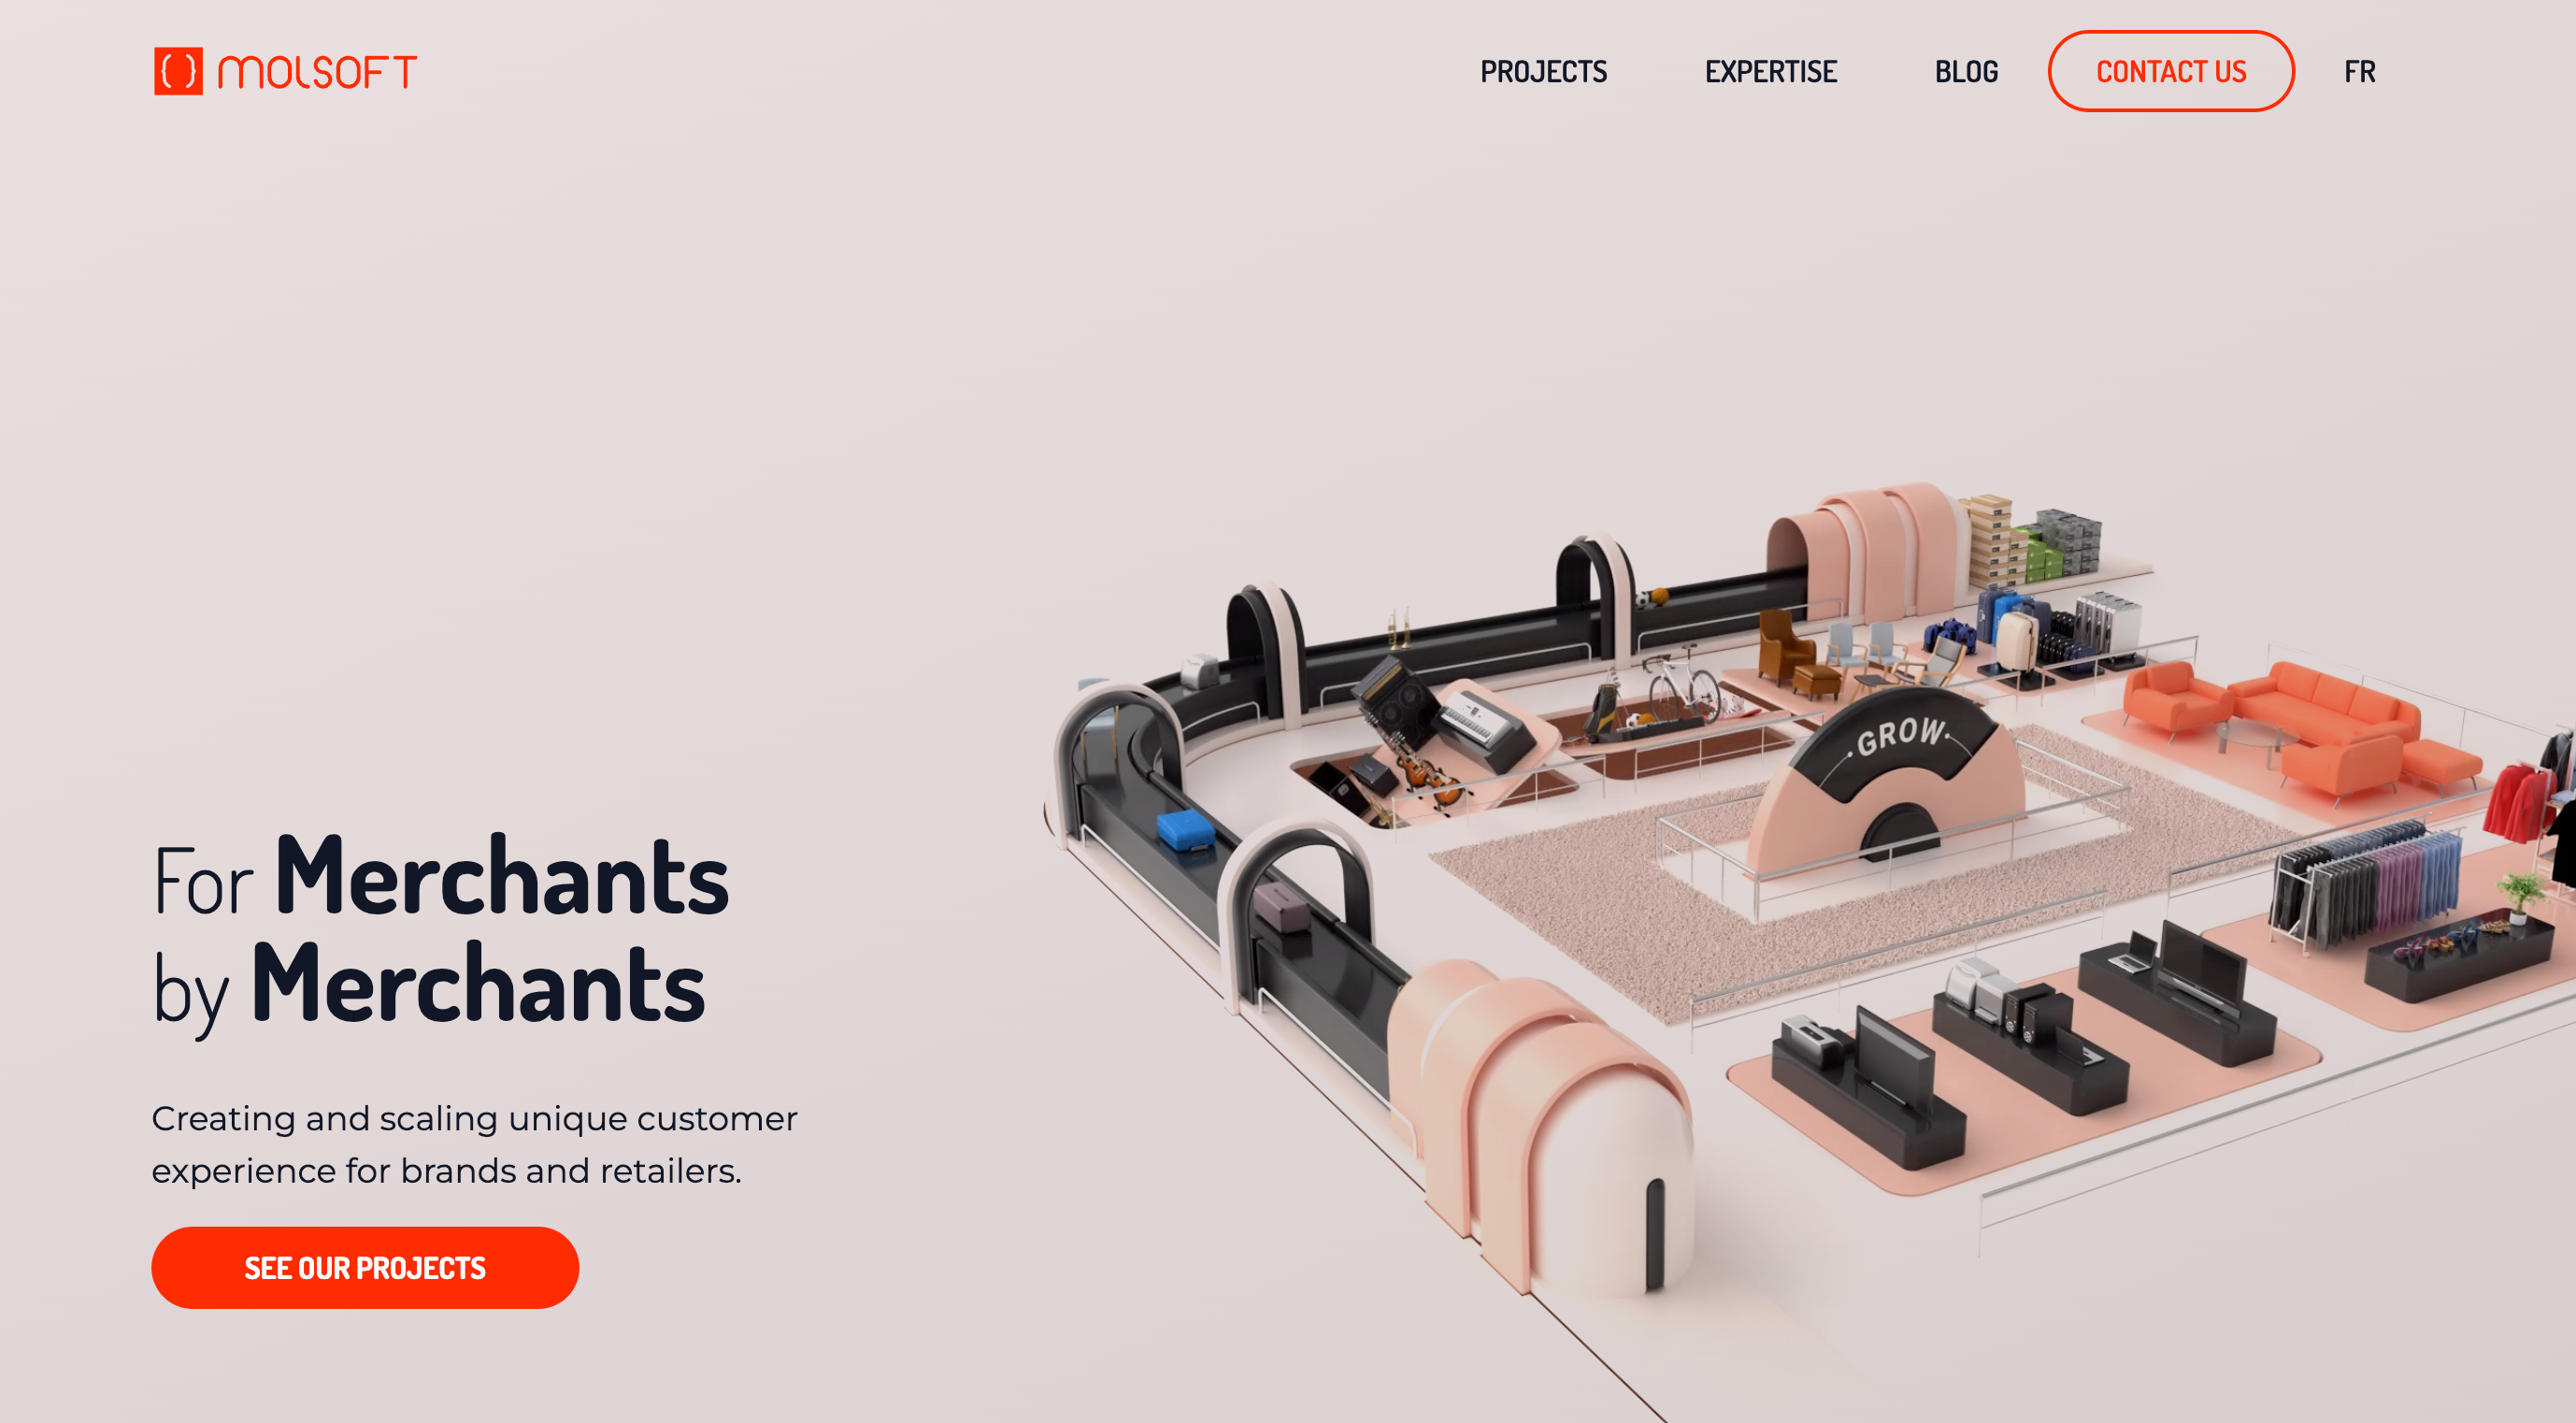 MOLSOFT
PROJECTS
EXPERTISE
BLOG
CONTACT US
FR
GROW
For Merchants
by Merchants
Creating and scaling unique customer
experience for brands and retailers.
SEE OUR PROJECTS